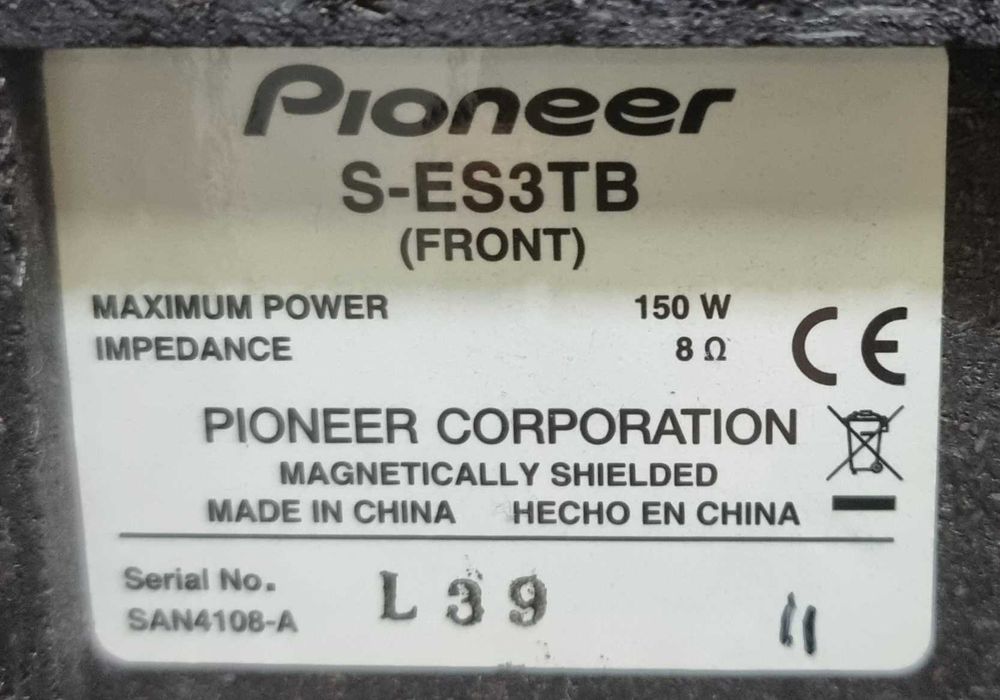 Pioneer
S-ES3TB
(FRONT)
MAXIMUM POWER 150 W
IMPEDANCE 8 Ω
CE
PIONEER CORPORATION
MAGNETICALLY SHIELDED
MADE IN CHINA HECHO EN CHINA
Serial No. L 39
SAN4108-A 11